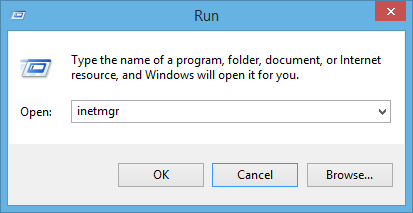 Run
Type the name of a program, folder, document, or Internet
resource, and Windows will open it for you.
Open: inetmgr
OK Cancel Browse...